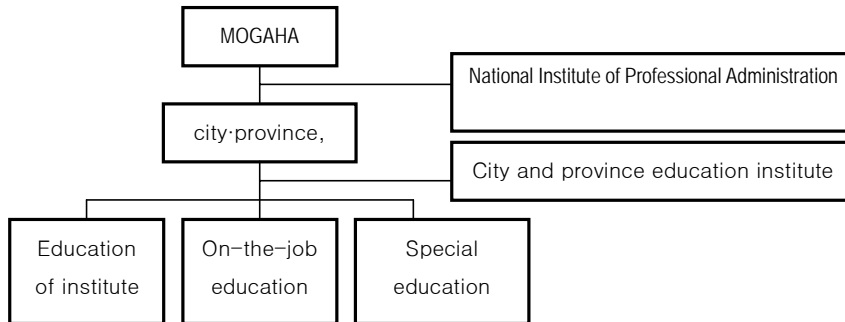 MOGAHA
National Institute of Professional Administration
city·province,
City and province education institute
Education
of institute
On-the-job
education
Special
education